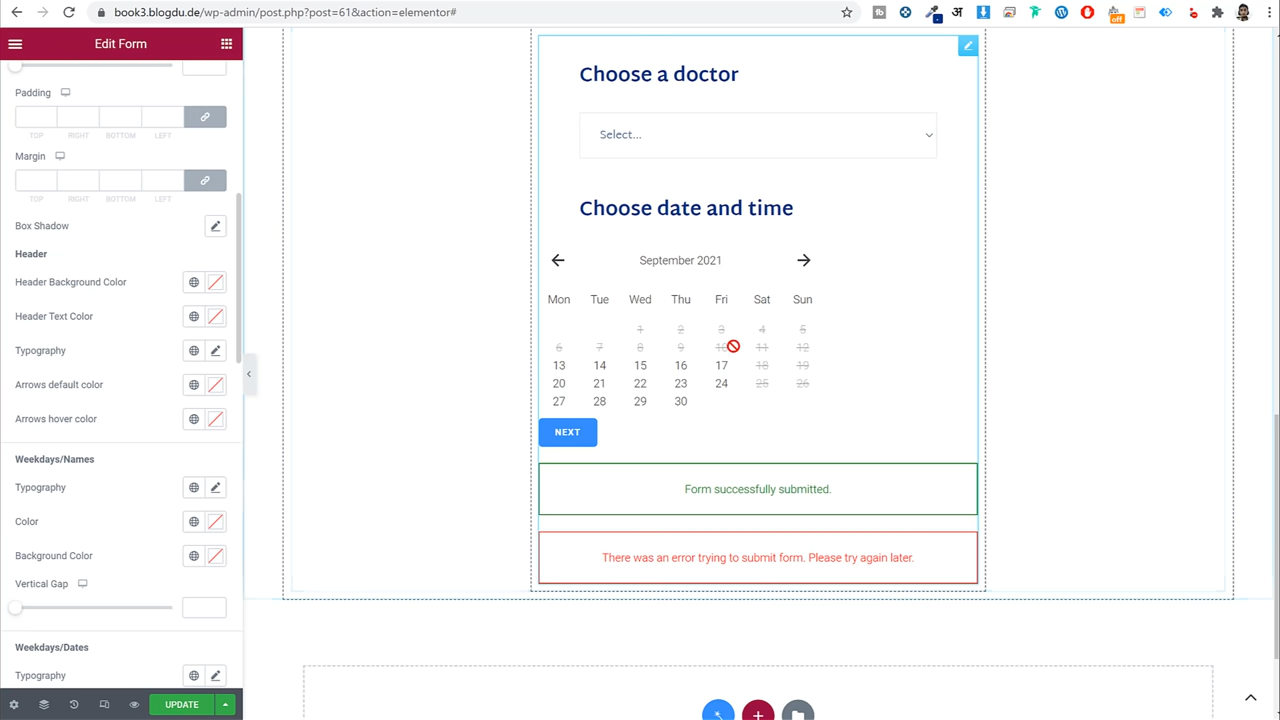 book3.blogdu.de/wp-admin/post.php?post=61&action=elementor#
off
Edit Form
Padding
TOP RIGHT BOTTOM LEFT
Margin
TOP RIGHT BOTTOM LEFT
Box Shadow
Header
Header Background Color
Header Text Color
Typography
Arrows default color
Arrows hover color
Weekdays/Names
Typography
Color
Background Color
Vertical Gap
Weekdays/Dates
Typography
UPDATE
Choose a doctor
Select...
Choose date and time
September 2021
Mon Tue Wed Thu Fri Sat Sun
1 2 3 4 5
6 7 8 9 10 11 12
13 14 15 16 17 18 19
20 21 22 23 24 25 26
27 28 29 30
NEXT
Form successfully submitted.
There was an error trying to submit form. Please try again later.